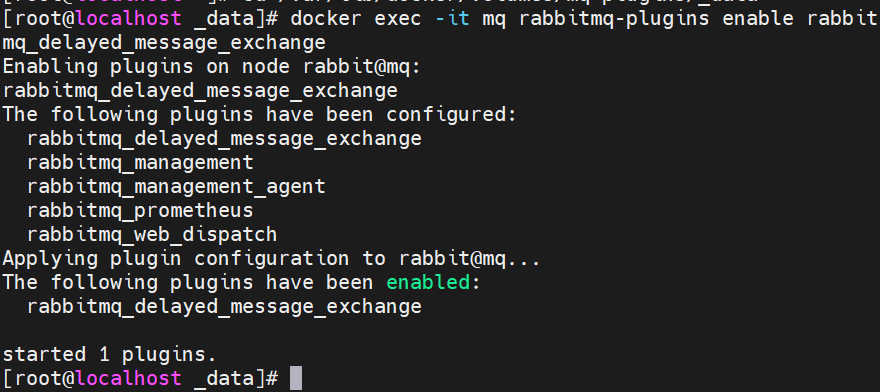 [root@localhost _data]# docker exec -it mq rabbitmq-plugins enable rabbit
mq_delayed_message_exchange
Enabling plugins on node rabbit@mq:
rabbitmq_delayed_message_exchange
The following plugins have been configured:
  rabbitmq_delayed_message_exchange
  rabbitmq_management
  rabbitmq_management_agent
  rabbitmq_prometheus
  rabbitmq_web_dispatch
Applying plugin configuration to rabbit@mq...
The following plugins have been enabled:
  rabbitmq_delayed_message_exchange

started 1 plugins.
[root@localhost _data]#